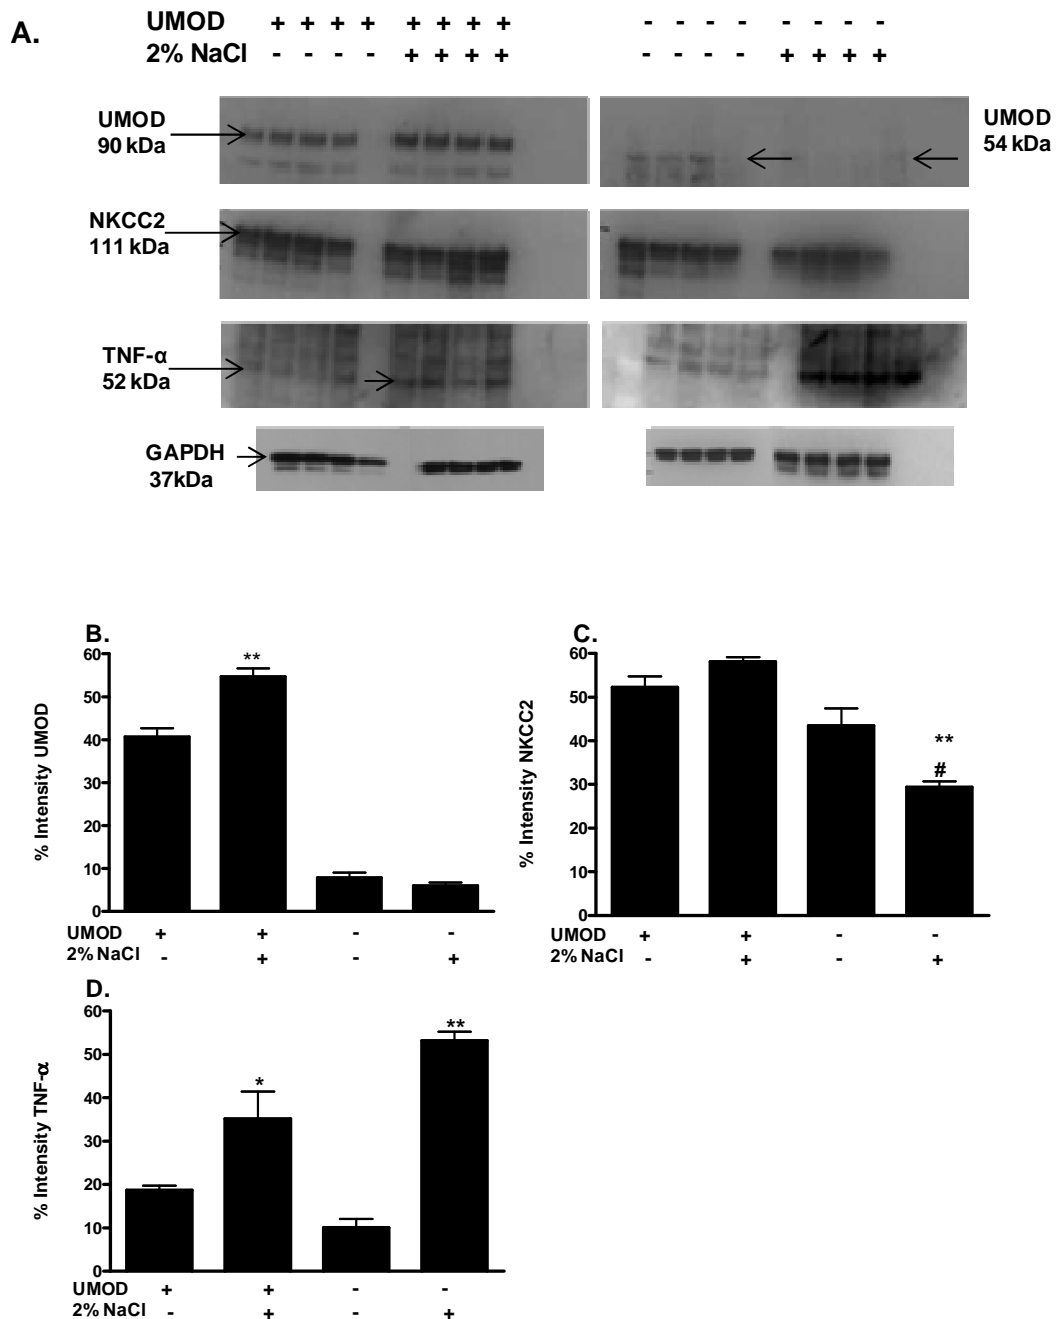 A.
UMOD + + + + + + + + - - - - - - - -
2% NaCl - - - - + + + + - - - - + + + +
UMOD
90 kDa
UMOD
54 kDa
NKCC2
111 kDa
TNF-α
52 kDa
GAPDH
37kDa
B.
60
50
40
30
20
10
0
% Intensity UMOD
**
UMOD + + - -
2% NaCl - + - +
C.
60
50
40
30
20
10
0
% Intensity NKCC2
**
#
UMOD + + - -
2% NaCl - + - +
D.
60
50
40
30
20
10
0
% Intensity TNF-α
*
**
UMOD + + - -
2% NaCl - + - +